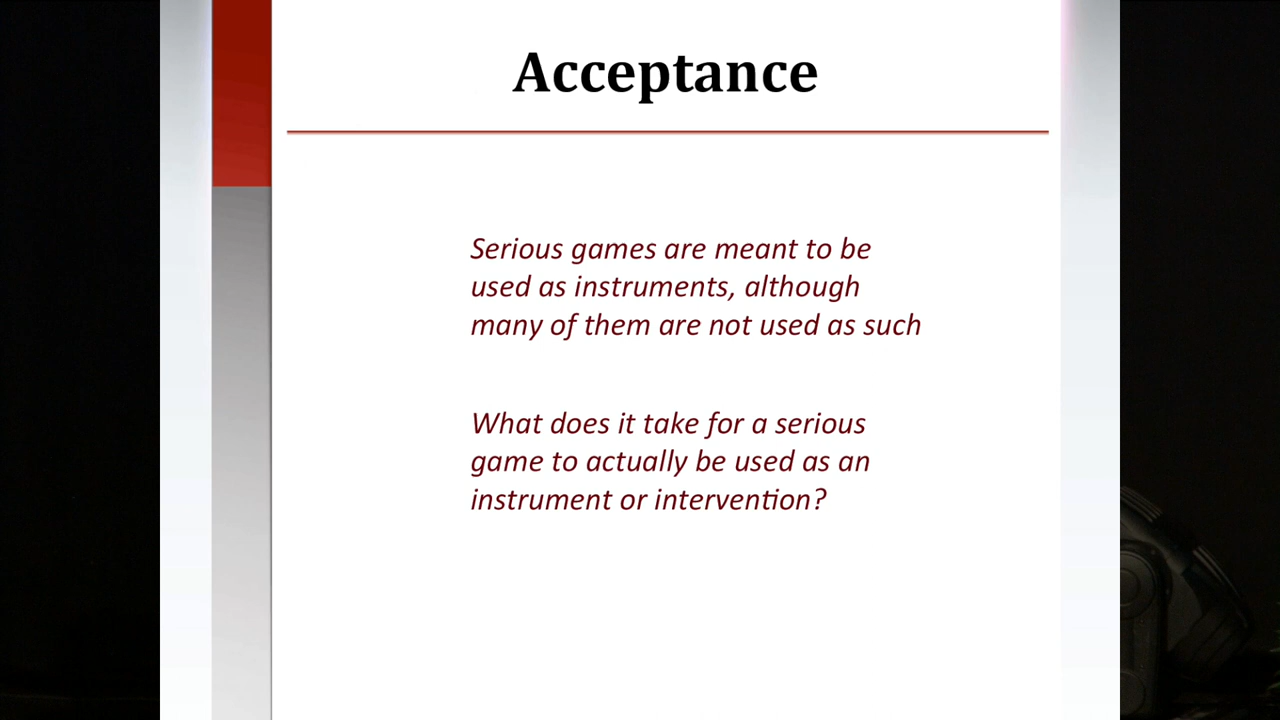 Acceptance
Serious games are meant to be
used as instruments, although
many of them are not used as such
What does it take for a serious
game to actually be used as an
instrument or intervention?